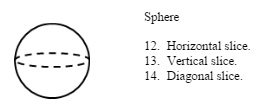 Sphere
12. Horizontal slice.
13. Vertical slice.
14. Diagonal slice.